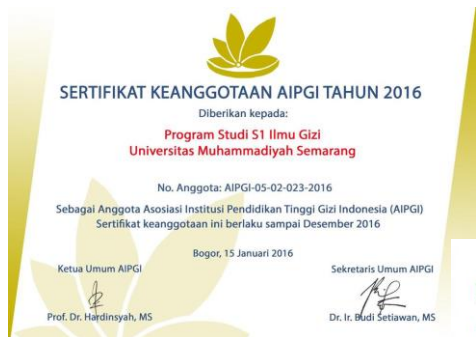 SERTIFIKAT KEANGGOTAAN AIPGI TAHUN 2016
Diberikan kepada:
Program Studi S1 Ilmu Gizi
Universitas Muhammadiyah Semarang
No. Anggota: AIPGI-05-02-023-2016
Sebagai Anggota Asosiasi Institusi Pendidikan Tinggi Gizi Indonesia (AIPGI)
Sertifikat keanggotaan ini berlaku sampai Desember 2016
Bogor, 15 Januari 2016
Ketua Umum AIPGI
Sekretaris Umum AIPGI
Prof. Dr. Hardinsyah, MS
Dr. Ir. Budi Setiawan, MS